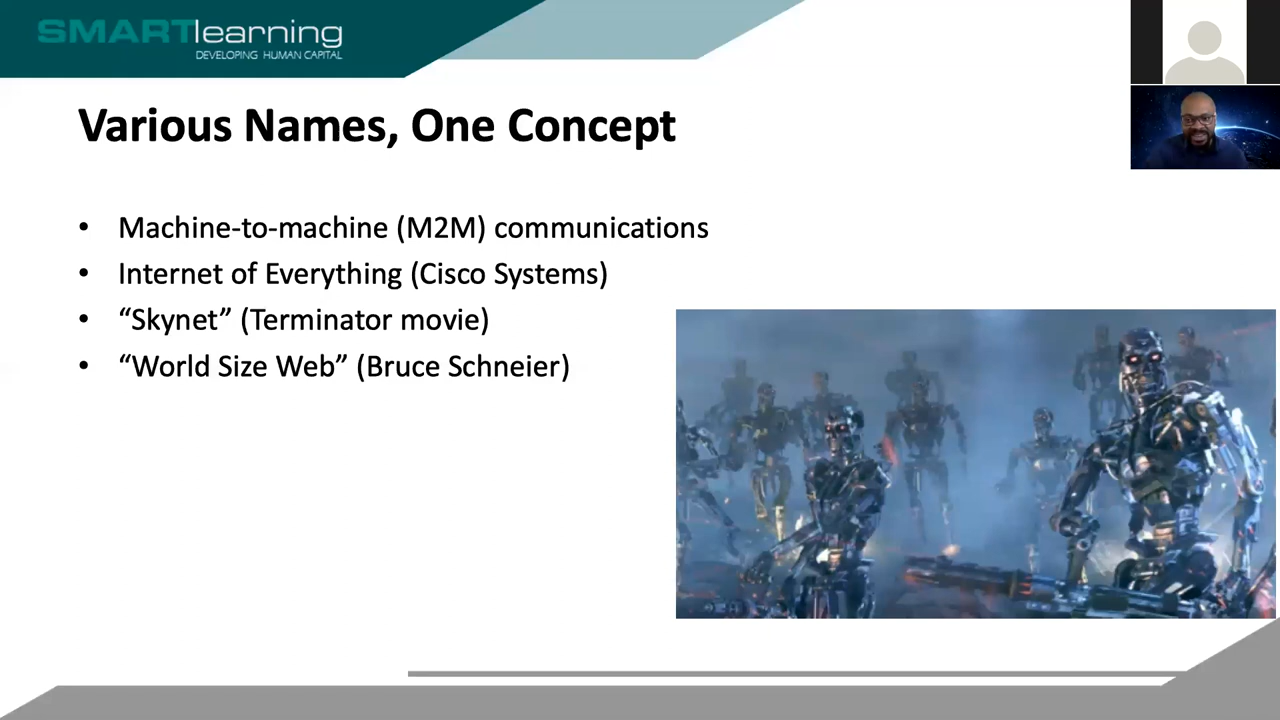 SMARTlearning
DEVELOPING HUMAN CAPITAL
Various Names, One Concept
• Machine-to-machine (M2M) communications
• Internet of Everything (Cisco Systems)
• “Skynet” (Terminator movie)
• “World Size Web” (Bruce Schneier)